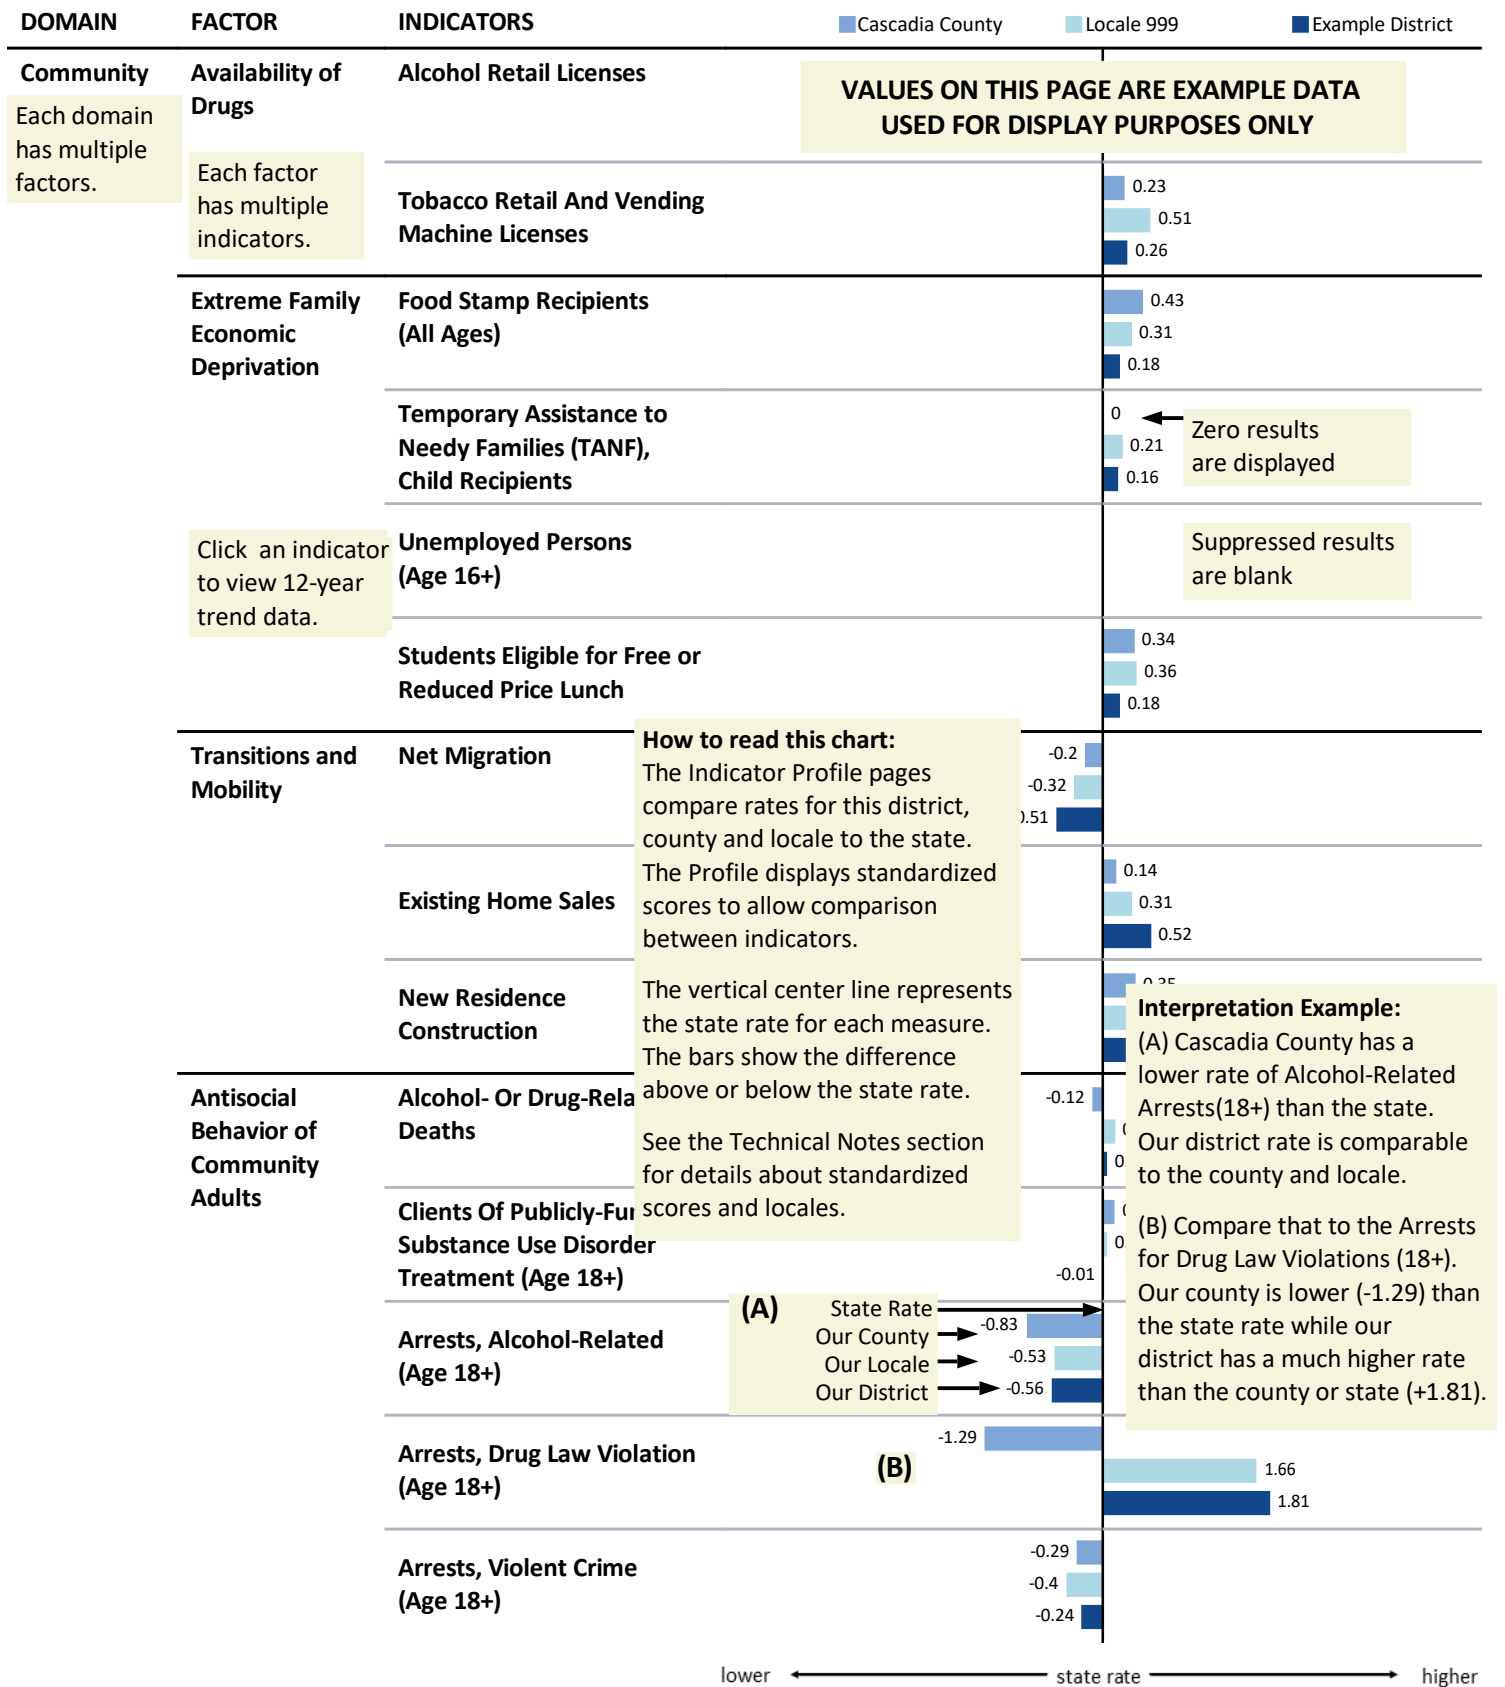 DOMAIN FACTOR INDICATORS Cascadia County Locale 999 Example District
Community
Each domain
has multiple
factors.
Availability of
Drugs
Each factor
has multiple
indicators.
Alcohol Retail Licenses
VALUES ON THIS PAGE ARE EXAMPLE DATA
USED FOR DISPLAY PURPOSES ONLY
Tobacco Retail And Vending
Machine Licenses
0.23
0.51
0.26
Extreme Family
Economic
Deprivation
Food Stamp Recipients
(All Ages)
0.43
0.31
0.18
Temporary Assistance to
Needy Families (TANF),
Child Recipients
0
0.21
0.16
Zero results
are displayed
Click an indicator
to view 12-year
trend data.
Unemployed Persons
(Age 16+)
Suppressed results
are blank
Students Eligible for Free or
Reduced Price Lunch
0.34
0.36
0.18
Transitions and
Mobility
Net Migration
-0.2
-0.32
.51
How to read this chart:
The Indicator Profile pages
compare rates for this district,
county and locale to the state.
The Profile displays standardized
scores to allow comparison
between indicators.
The vertical center line represents
the state rate for each measure.
The bars show the difference
above or below the state rate.
See the Technical Notes section
for details about standardized
scores and locales.
Existing Home Sales
0.14
0.31
0.52
New Residence
Construction
Interpretation Example:
(A) Cascadia County has a
lower rate of Alcohol-Related
Arrests(18+) than the state.
Our district rate is comparable
to the county and locale.
(B) Compare that to the Arrests
for Drug Law Violations (18+).
Our county is lower (-1.29) than
the state rate while our
district has a much higher rate
than the county or state (+1.81).
Antisocial
Behavior of
Community
Adults
Alcohol- Or Drug-Rela
Deaths
-0.12
0.
Clients Of Publicly-Fu
Substance Use Disorder
Treatment (Age 18+)
0.
-0.01
Arrests, Alcohol-Related
(Age 18+)
(A) State Rate
Our County -0.83
Our Locale -0.53
Our District -0.56
Arrests, Drug Law Violation
(Age 18+)
(B)
-1.29
1.66
1.81
Arrests, Violent Crime
(Age 18+)
-0.29
-0.4
-0.24
lower state rate higher